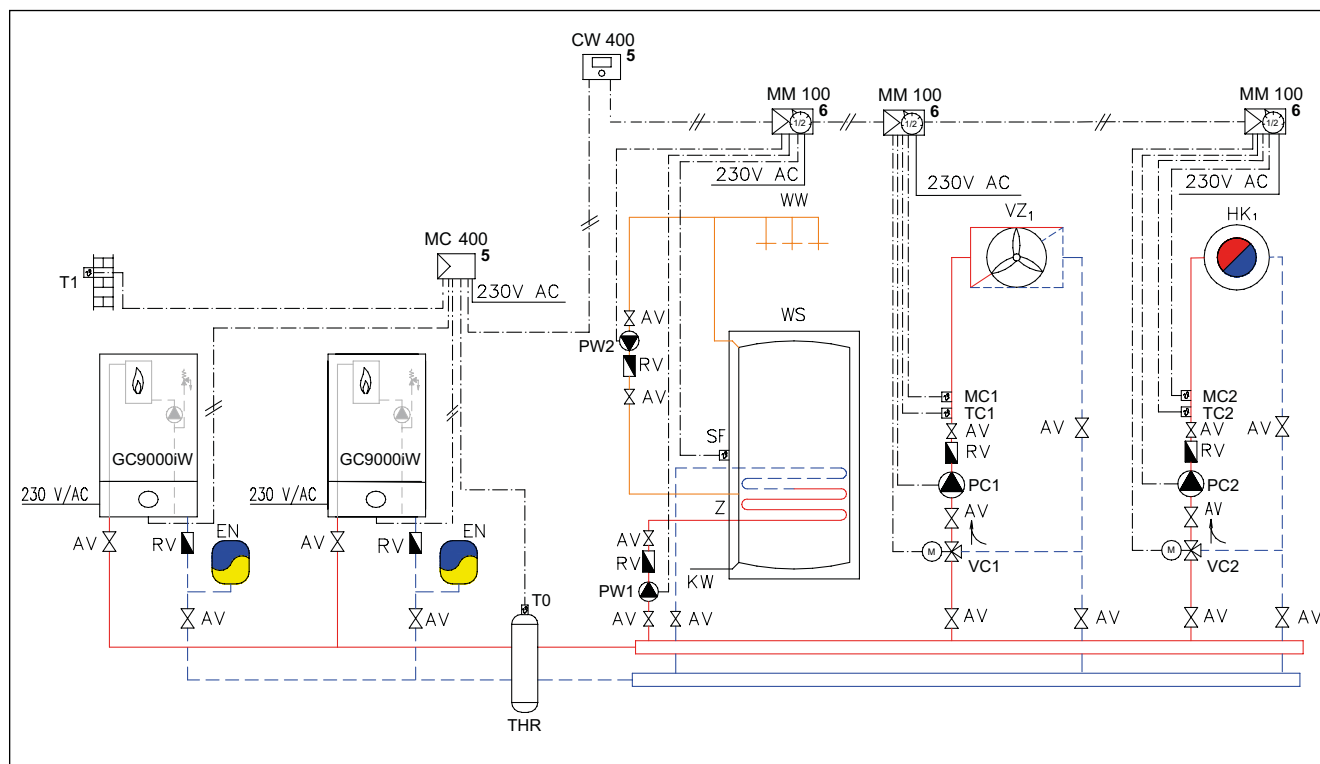 CW 400
5
MM 100
6
MM 100
6
MM 100
6
1/2
1/2
1/2
230V AC
230V AC
230V AC
WW
VZ1
HK1
MC 400
5
T1
230V AC
AV
PW2
RV
AV
WS
GC9000iW
GC9000iW
MC1
TC1
AV
RV
AV
MC2
TC2
AV
RV
AV
SF
230 V/AC
230 V/AC
PC1
PC2
Z
AV
AV
AV
RV
EN
AV
RV
EN
AV
RV
KW
PW1
M
VC1
M
VC2
T0
AV
AV
AV
AV
AV
AV
AV
AV
THR